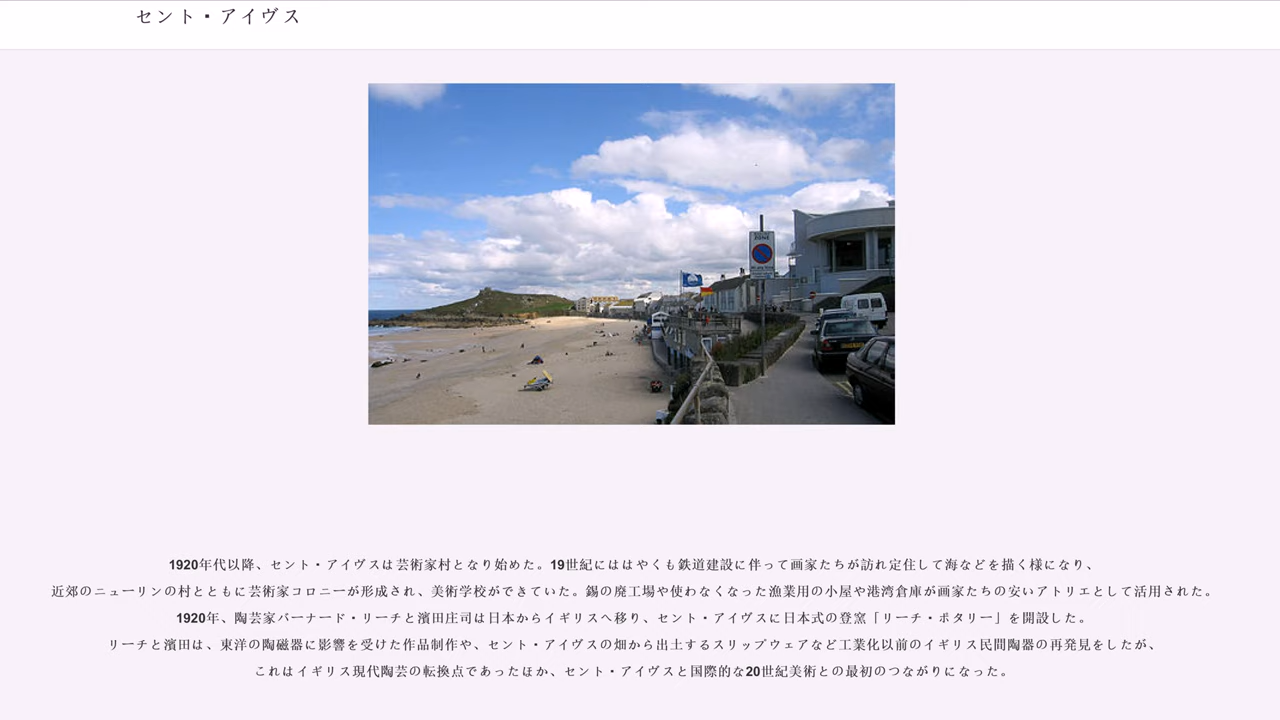 セント・アイヴス
ZONE
1920年代以降、セント・アイヴスは芸術家村となり始めた。19世紀にははやくも鉄道建設に伴って画家たちが訪れ定住して海などを描く様になり、
近郊のニューリンの村とともに芸術家コロニーが形成され、美術学校ができていた。錫の廃工場や使わなくなった漁業用の小屋や港湾倉庫が画家たちの安いアトリエとして活用された。
1920年、陶芸家バーナード・リーチと濱田庄司は日本からイギリスへ移り、セント・アイヴスに日本式の登窯「リーチ・ポタリー」を開設した。
リーチと濱田は、東洋の陶磁器に影響を受けた作品制作や、セント・アイヴスの畑から出土するスリップウェアなど工業化以前のイギリス民間陶器の再発見をしたが、
これはイギリス現代陶芸の転換点であったほか、セント・アイヴスと国際的な20世紀美術との最初のつながりになった。